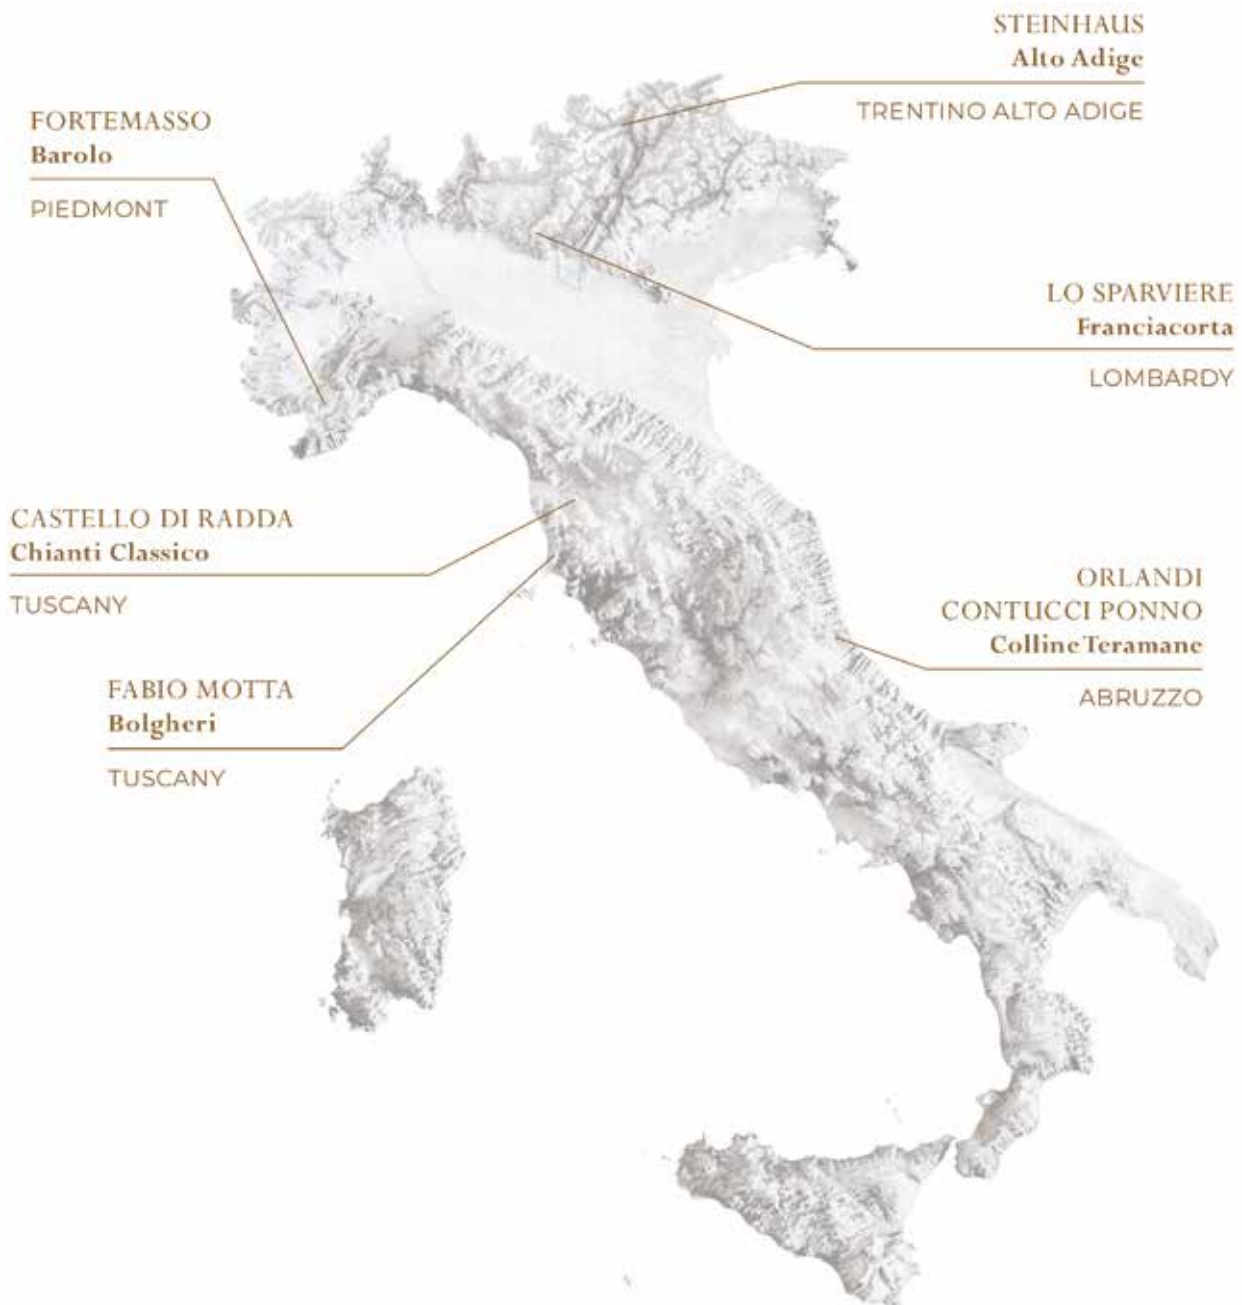 STEINHAUS
Alto Adige
TRENTINO ALTO ADIGE
FORTEMASSO
Barolo
PIEDMONT
LO SPARVIERE
Franciacorta
LOMBARDY
CASTELLO DI RADDA
Chianti Classico
TUSCANY
ORLANDI
CONTUCCI PONNO
Colline Teramane
ABRUZZO
FABIO MOTTA
Bolgheri
TUSCANY